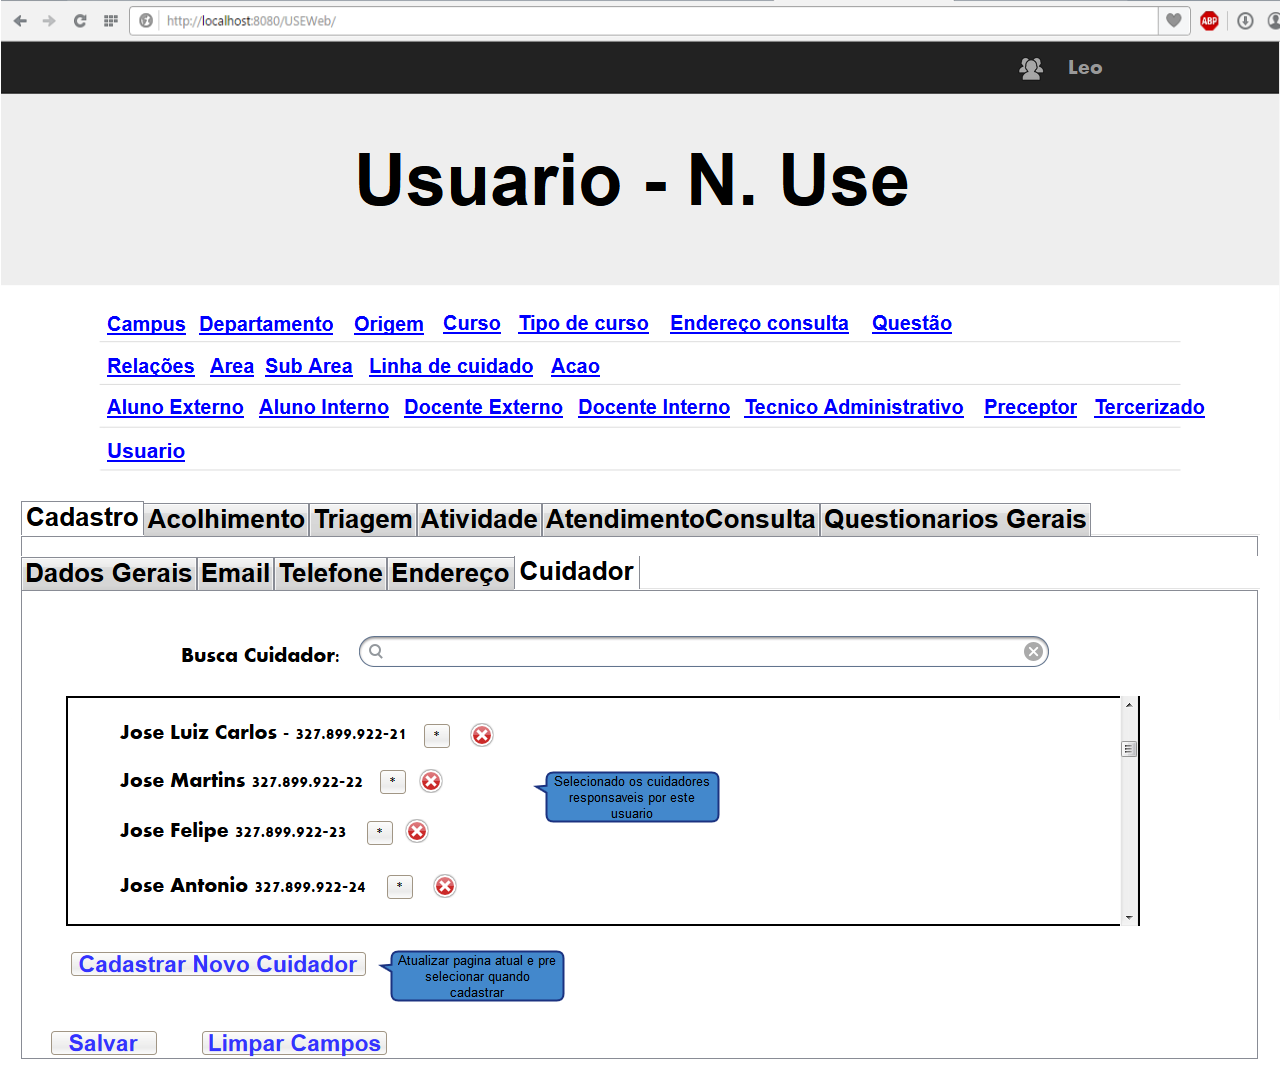 http://localhost:8080/USEWeb/
ABP
Leo
Usuario - N. Use
Campus Departamento Origem Curso Tipo de curso Endereço consulta Questão
Relações Area Sub Area Linha de cuidado Acao
Aluno Externo Aluno Interno Docente Externo Docente Interno Tecnico Administrativo Preceptor Tercerizado
Usuario
Cadastro Acolhimento Triagem Atividade AtendimentoConsulta Questionarios Gerais
Dados Gerais Email Telefone Endereço Cuidador
Busca Cuidador:
Jose Luiz Carlos - 327.899.922-21 *
Jose Martins 327.899.922-22 *
Selecionado os cuidadores
responsaveis por este
usuario
Jose Felipe 327.899.922-23 *
Jose Antonio 327.899.922-24 *
Cadastrar Novo Cuidador
Atualizar pagina atual e pre
selecionar quando
cadastrar
Salvar Limpar Campos